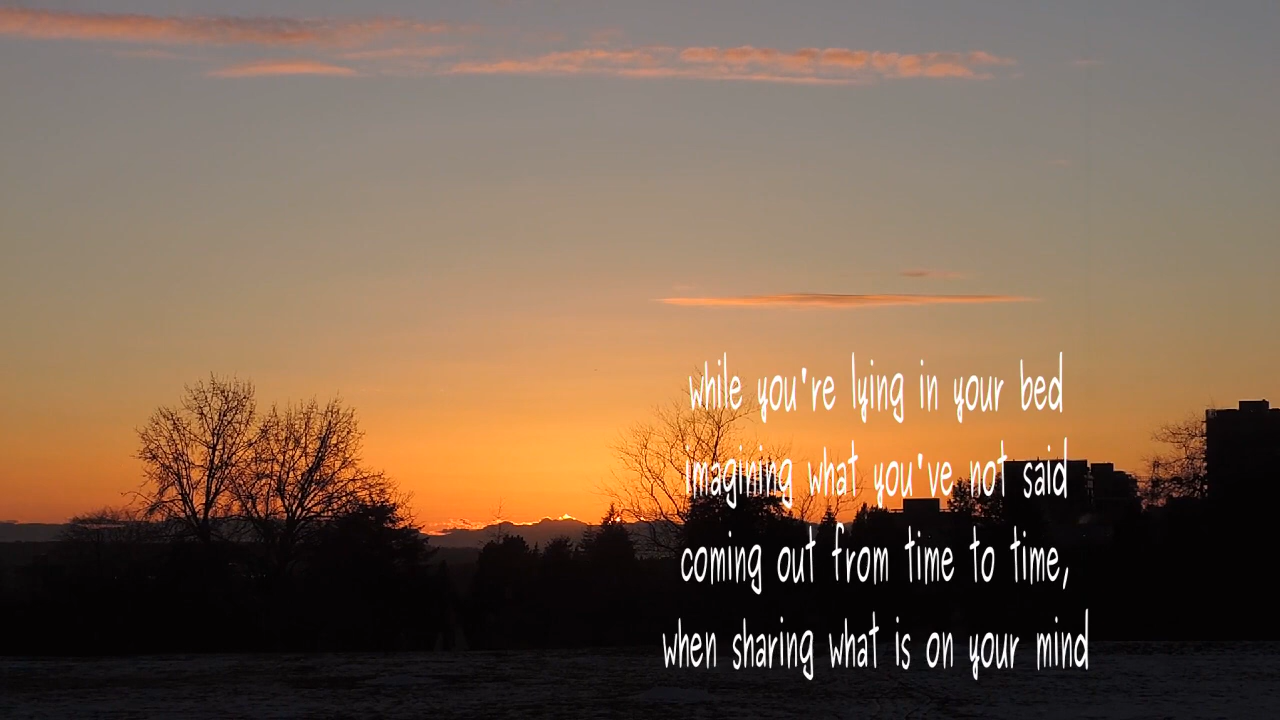 while you're lying in your bed
imagining what you've not said
coming out from time to time,
when sharing what is on your mind